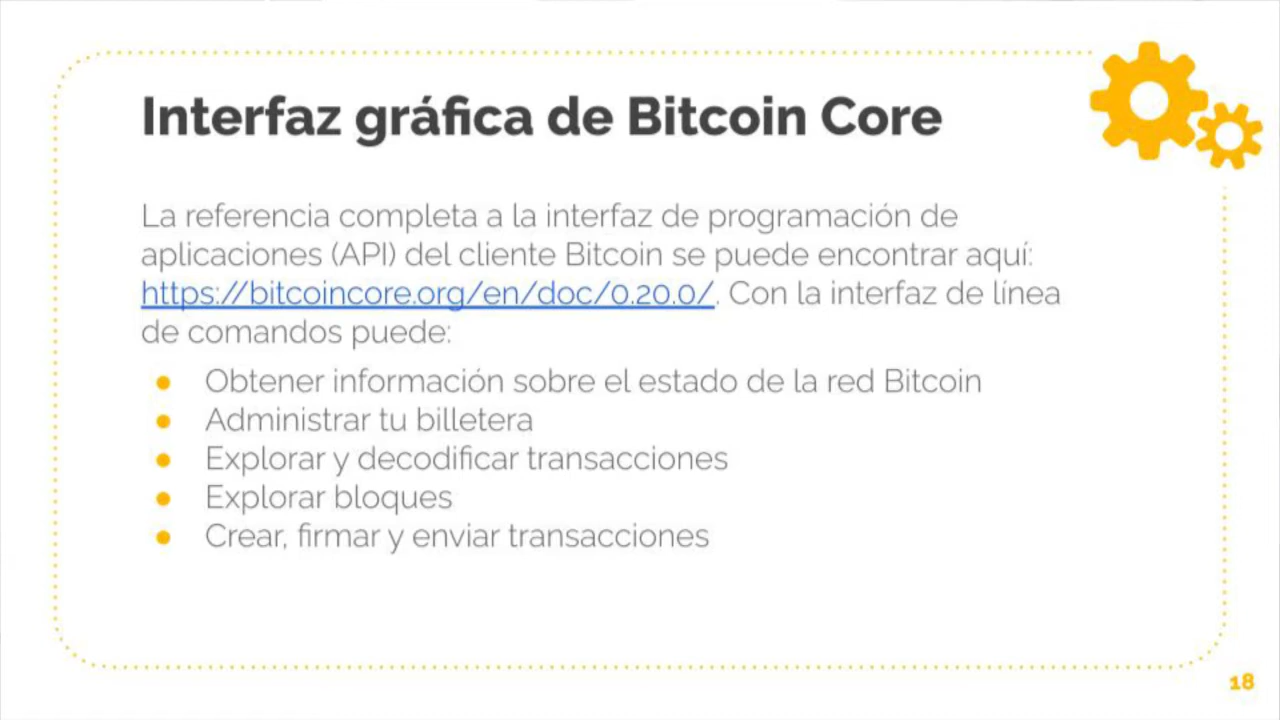 Interfaz gráfica de Bitcoin Core
La referencia completa a la interfaz de programación de
aplicaciones (API) del cliente Bitcoin se puede encontrar aquí:
https://bitcoincore.org/en/doc/0.20.0/. Con la interfaz de línea
de comandos puede:
● Obtener información sobre el estado de la red Bitcoin
● Administrar tu billetera
● Explorar y decodificar transacciones
● Explorar bloques
● Crear, firmar y enviar transacciones
18